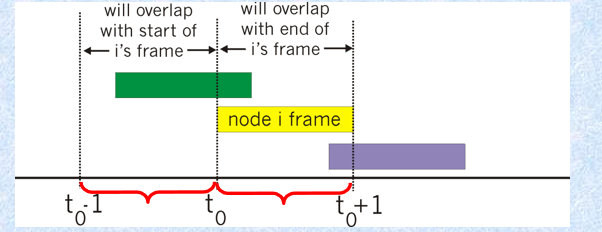 will overlap
with start of
i's frame
will overlap
with end of
i's frame
node i frame
t₀-1
t₀
t₀+1